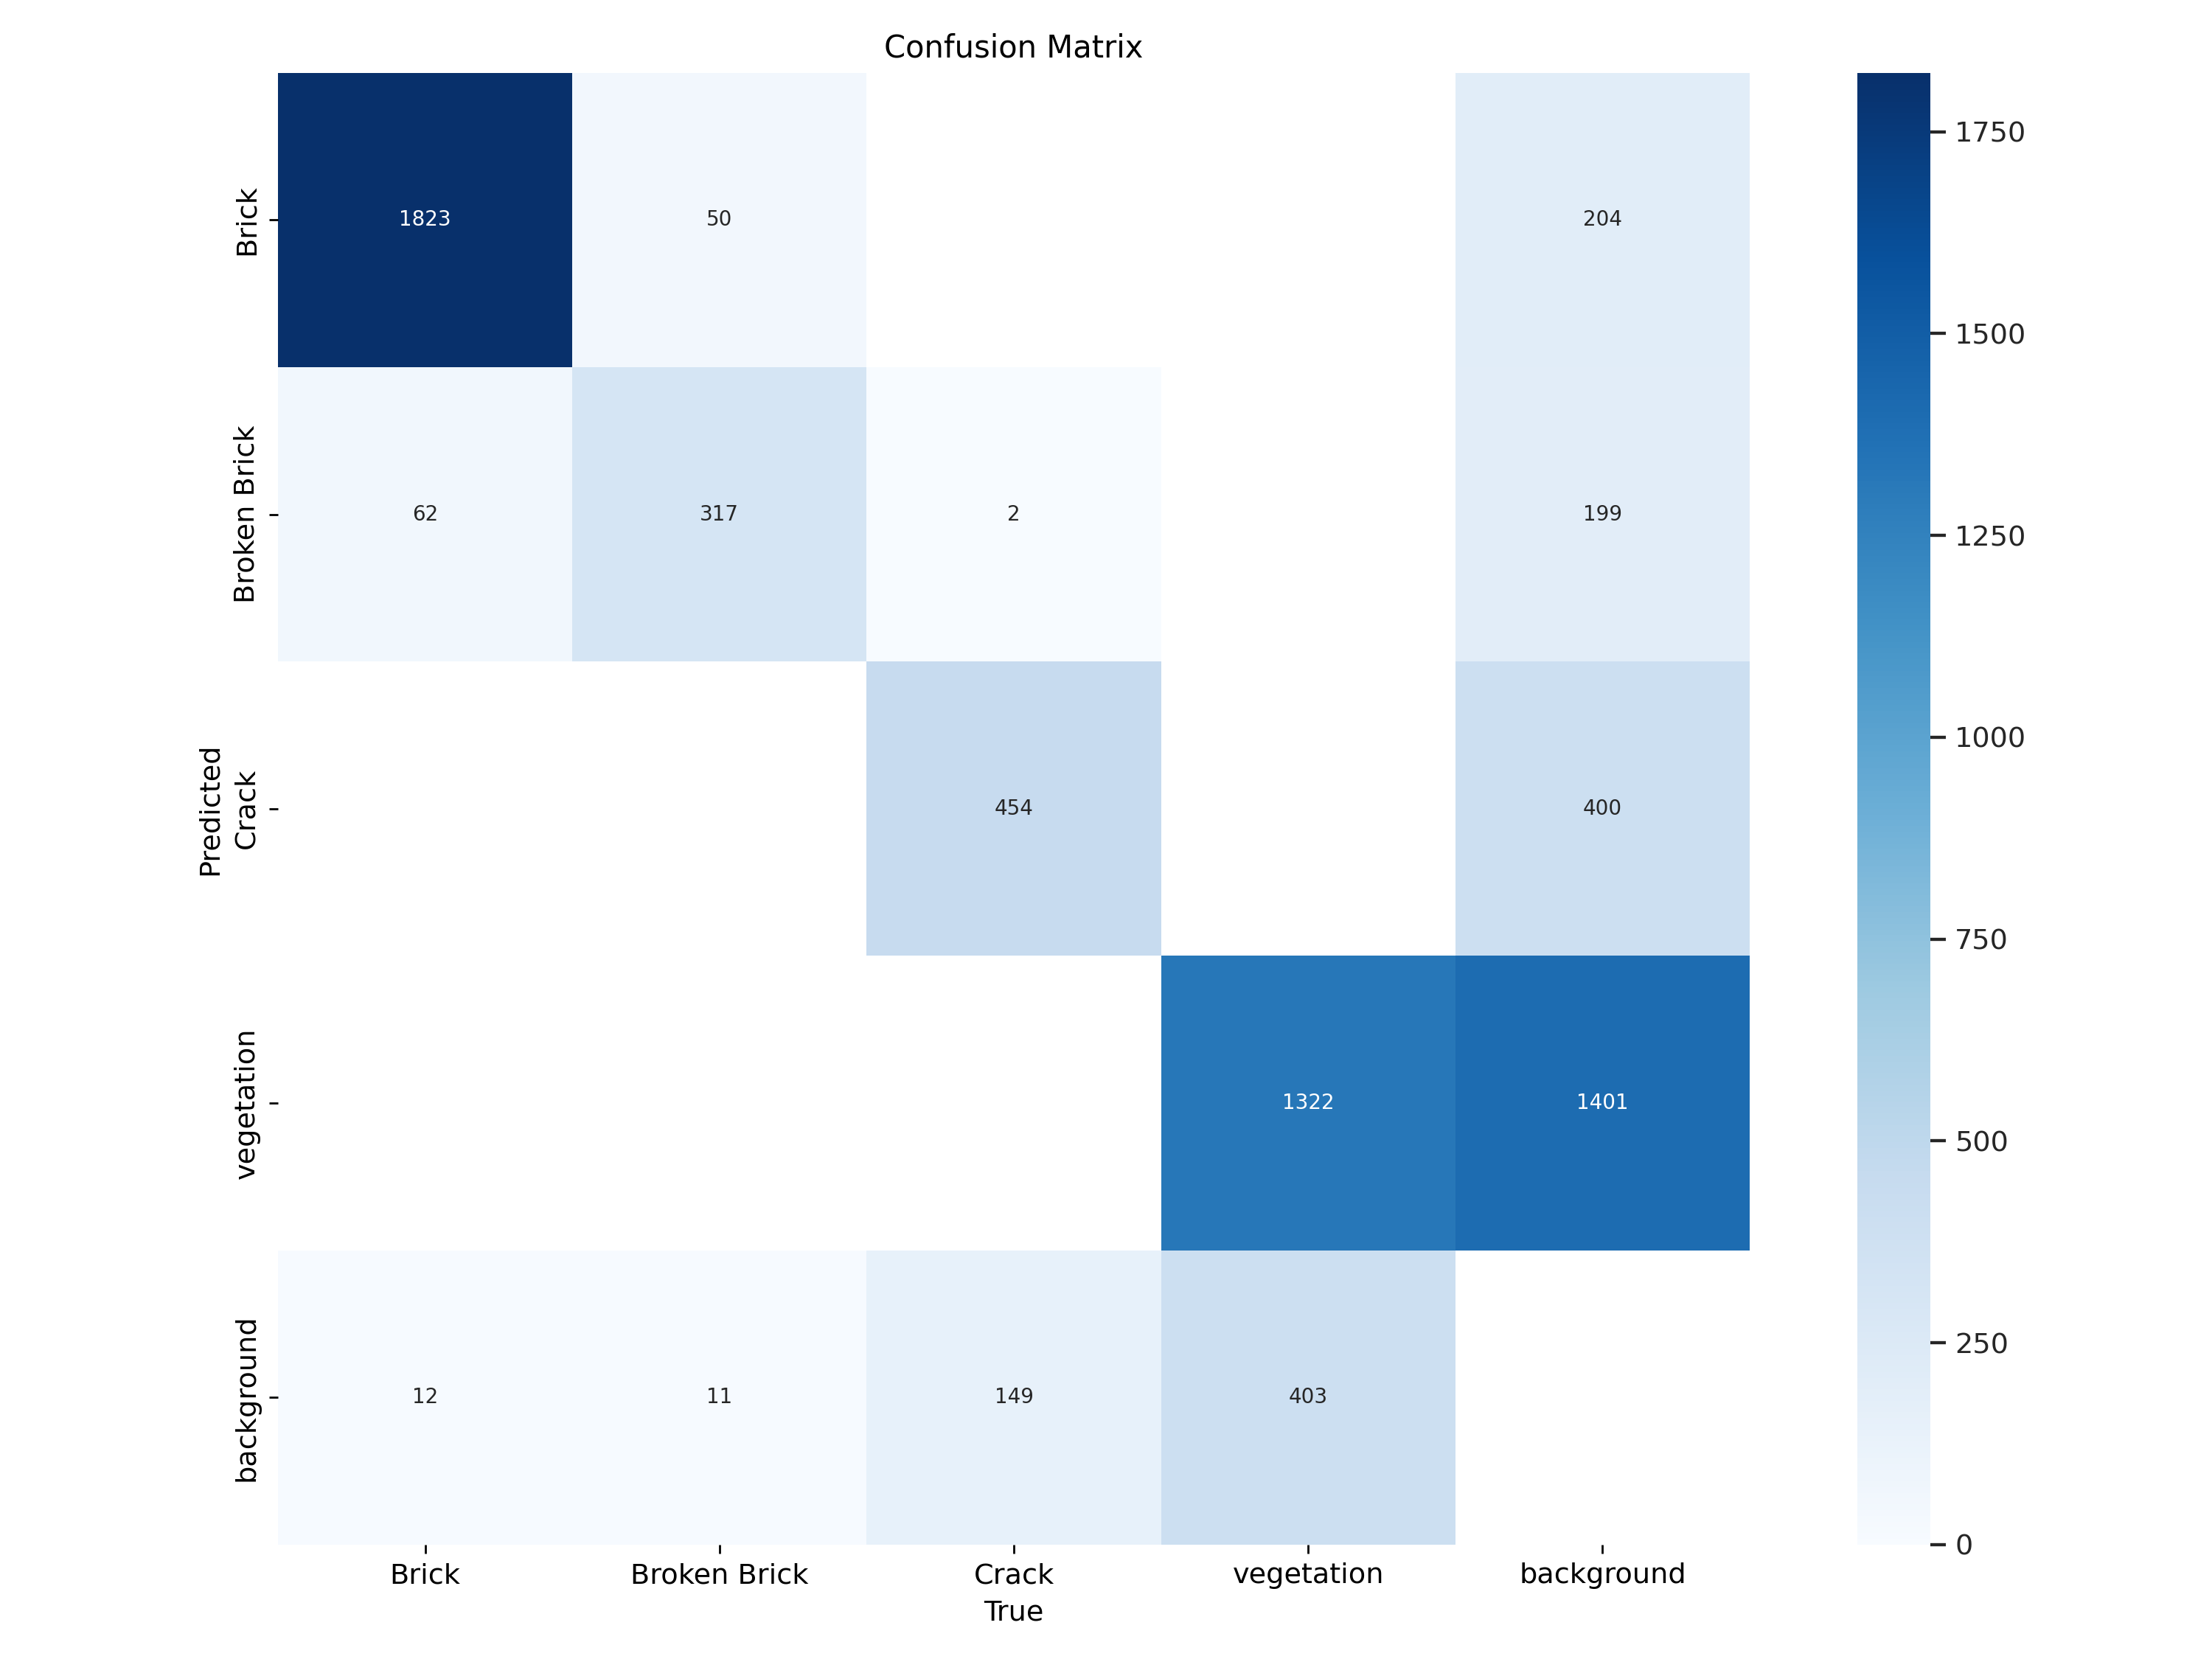 Confusion Matrix
Brick
1823
50
204
Broken Brick
62
317
2
199
Predicted
Crack
454
400
vegetation
1322
1401
background
12
11
149
403
Brick
Broken Brick
Crack
vegetation
background
True
1750
1500
1250
1000
750
500
250
0